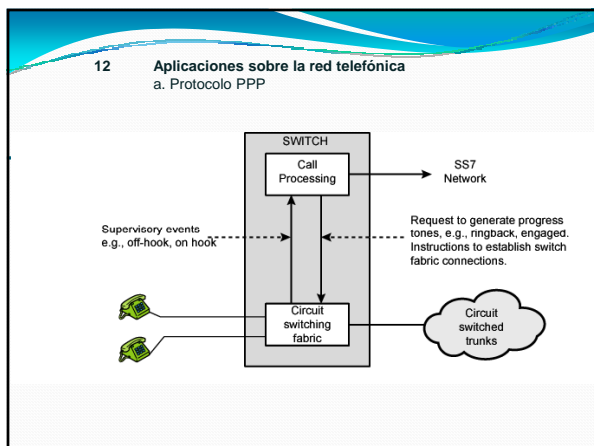 12 Aplicaciones sobre la red telefónica
a. Protocolo PPP
SWITCH
Call
Processing
SS7
Network
Supervisory events
e.g., off-hook, on hook
Request to generate progress
tones, e.g., ringback, engaged.
Instructions to establish switch
fabric connections.
Circuit
switching
fabric
Circuit
switched
trunks